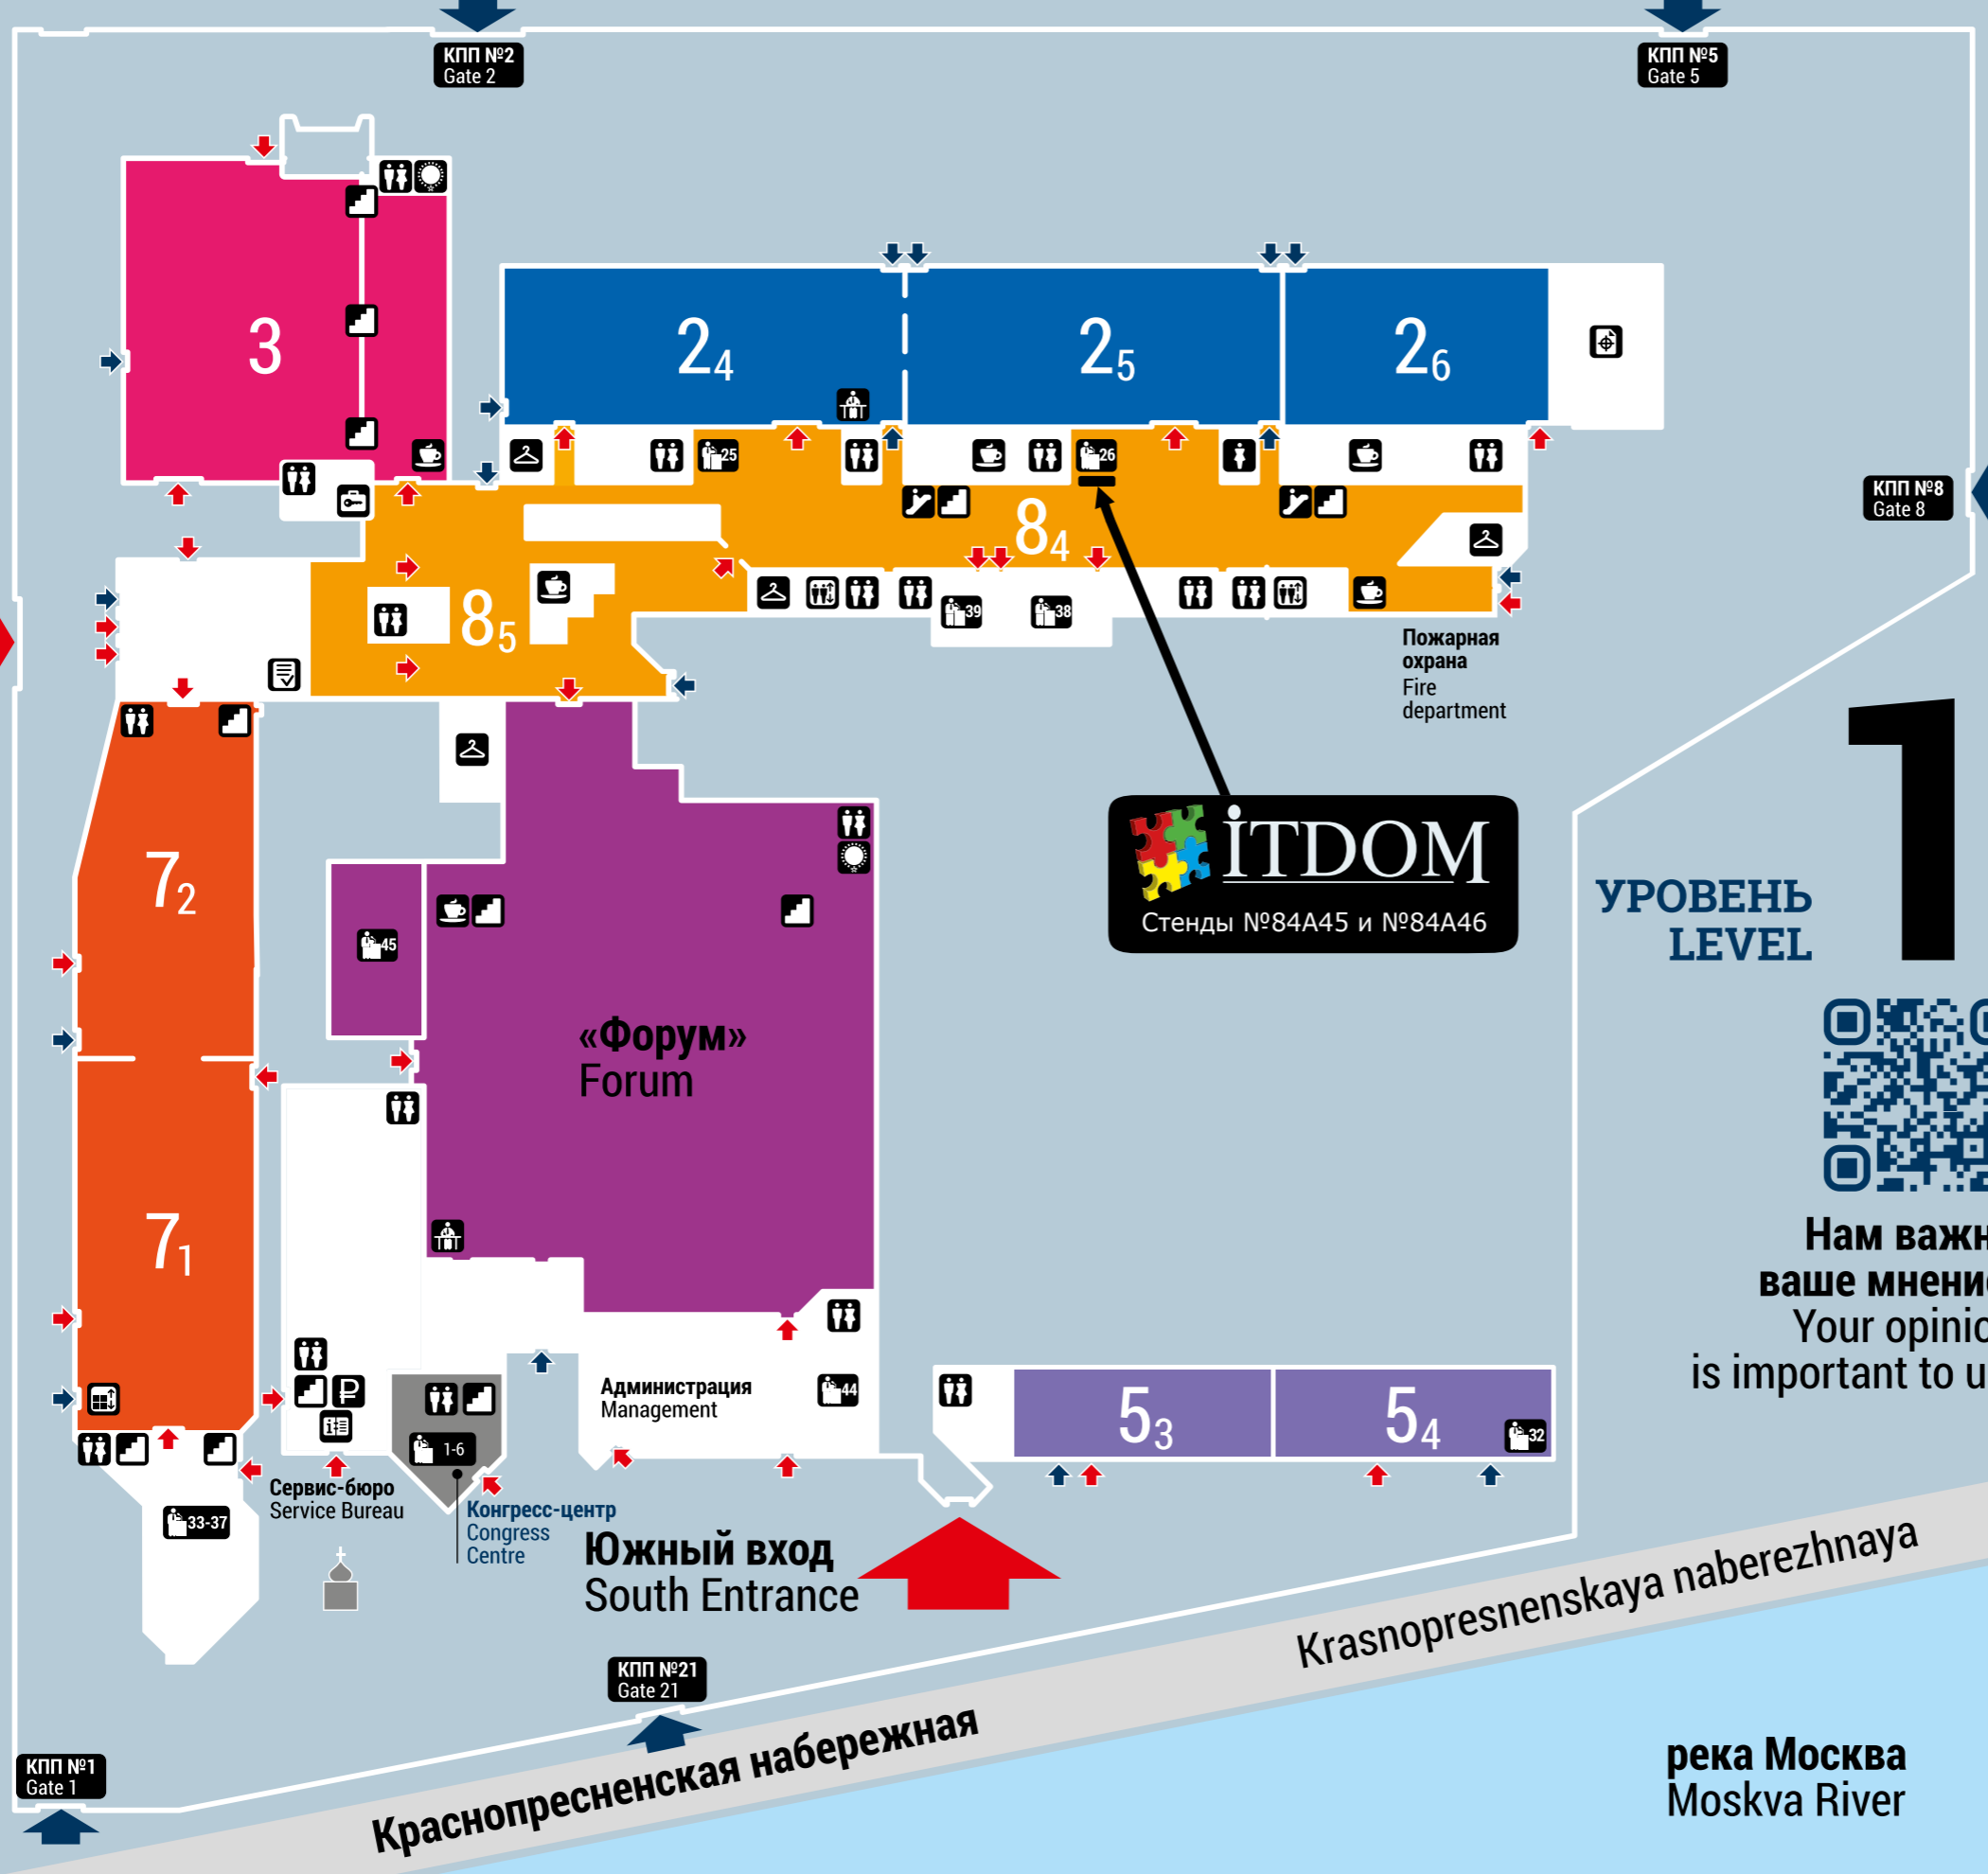 КПП №2
Gate 2
КПП №5
Gate 5
3
2₄
2₅
2₆
25
26
КПП №8
Gate 8
8₄
8₅
39
38
Пожарная
охрана
Fire
department
1
7₂
ITDOM
Стенды №84А45 и №84А46
УРОВЕНЬ
LEVEL
45
«Форум»
Forum
7₁
Нам важн
ваше мнени
Your opini
is important to u
Администрация
Management
44
5₃
5₄
32
1-6
Сервис-бюро
Service Bureau
33-37
Конгресс-центр
Congress
Centre
Южный вход
South Entrance
Krasnopresnenskaya naberezhnaya
КПП №21
Gate 21
Краснопресненская набережная
КПП №1
Gate 1
река Москва
Moskva River